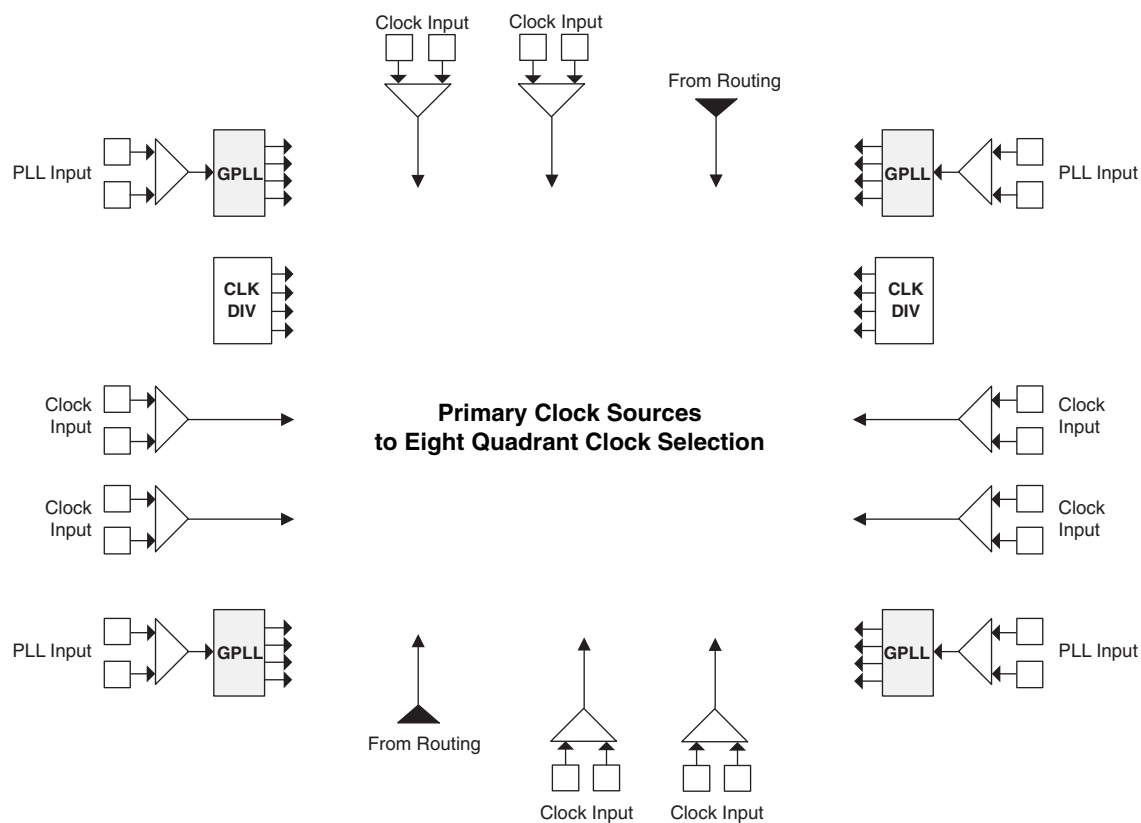 Clock Input
Clock Input
From Routing
PLL Input
GPLL
GPLL
PLL Input
CLK
DIV
CLK
DIV
Clock
Input
Primary Clock Sources
to Eight Quadrant Clock Selection
Clock
Input
Clock
Input
Clock
Input
PLL Input
GPLL
GPLL
PLL Input
From Routing
Clock Input
Clock Input